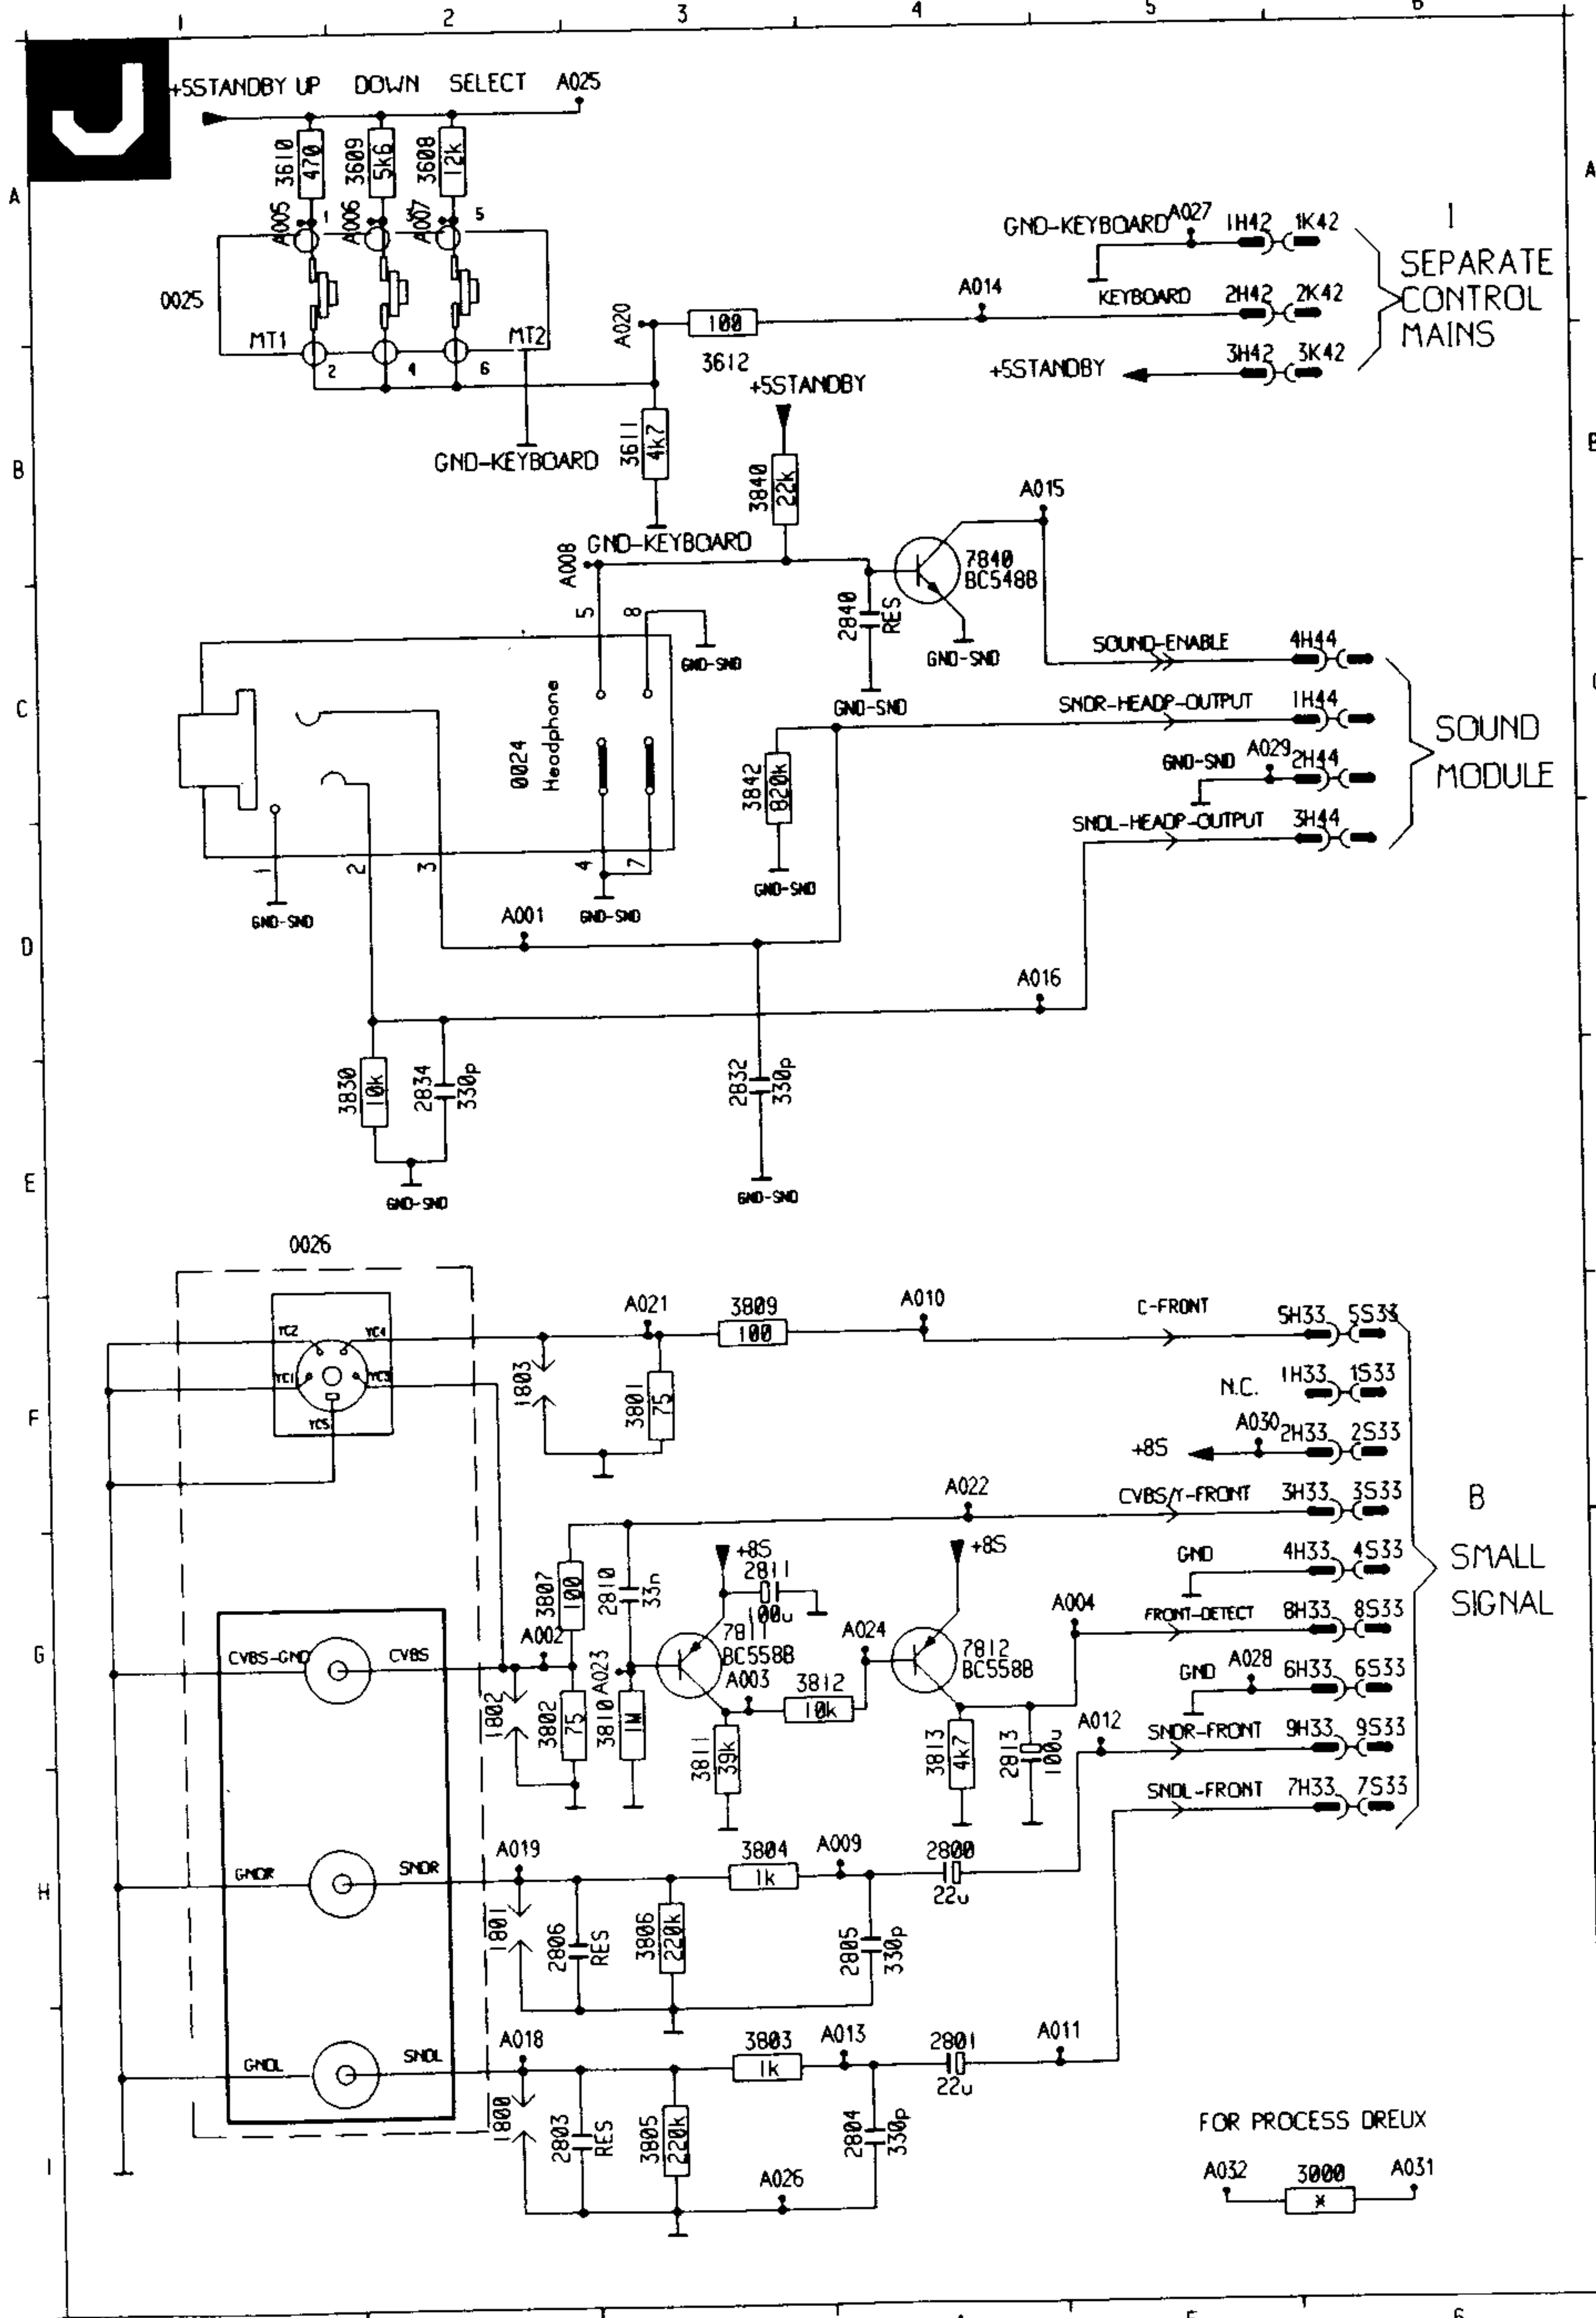 1 2 3 4 5 6
J
+5STANDBY UP DOWN SELECT A025
3610 470 3609 5k6 3608 12k
A
A
A005 1 A006 3 A007 5
GND-KEYBOARD A027 1H42 1K42
1
SEPARATE
CONTROL
MAINS
0025
A020 100 A014 KEYBOARD 2H42 2K42
MT1 MT2
2 4 6
3612
+5STANDBY 3H42 3K42
+5STANDBY
B
B
GND-KEYBOARD
3611 4k7
3840 22k
A015
GND-KEYBOARD
A008
7840
BC548B
5 8
2840 RES
GND-SND
GND-SND
SOUND-ENABLE 4H44
C
GND-SND
SNDR-HEADP-OUTPUT 1H44
0024
Headphone
3842 820k
GND-SND A029 2H44
SOUND
MODULE
SNDL-HEADP-OUTPUT 3H44
1 2 3 4 7
GND-SND
GND-SND
GND-SND
A001
D
A016
3830 10k
2834 330p
2832 330p
E
GND-SND
GND-SND
0026
YC2 YC4
A021 3809 100 A010 C-FRONT 5H33 5S33
YC1 YC3
1803
3801 75
N.C. 1H33 1S33
F
YC5
+8S A030 2H33 2S33
A022 CVBS/Y-FRONT 3H33 3S33
B
SMALL
SIGNAL
+8S
2811
100u
+8S
GND 4H33 4S33
3807 100
2810 33n
A002
A023
7811
BC558B
A003
A024
7812
BC558B
A004
FRONT-DETECT 8H33 8S33
G
CVBS-GND CVBS
3812
10k
GND A028 6H33 6S33
1802
3802 75
3810 1M
3811 39k
3813 4k7
2813 100u
A012
SNDR-FRONT 9H33 9S33
SNDL-FRONT 7H33 7S33
H
GNDR SNDR
A019 3804 1k A009 2800 22u
1801
2806 RES
3806 220k
2805 330p
GNDL SNDL
A018 3803 1k A013 2801 22u A011
1800
2803 RES
3805 220k
2804 330p
FOR PROCESS DREUX
I
A026
A032 3000 A031
*